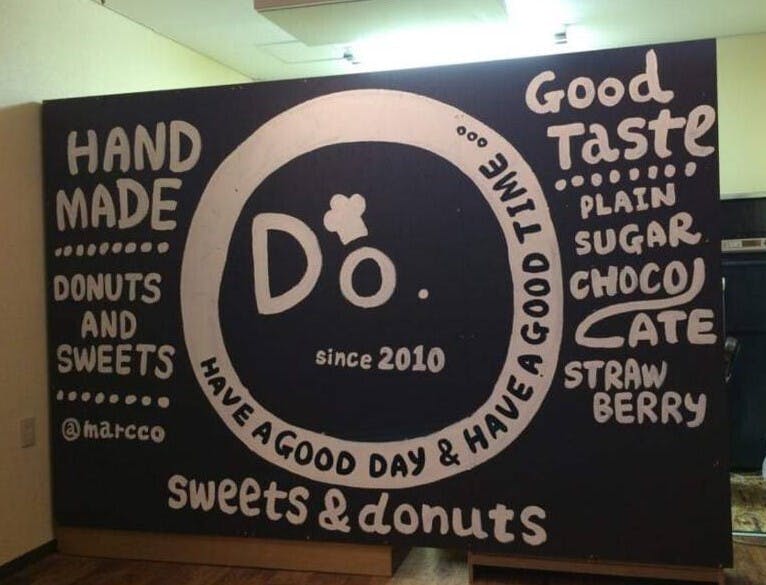 HAND
MADE
DONUTS
AND
SWEETS
@marcco
Do.
since 2010
HAVE A GOOD DAY & HAVE A GOOD TIME...
sweets & donuts
Good
Taste
PLAIN
SUGAR
CHOCO
LATE
STRAW
BERRY